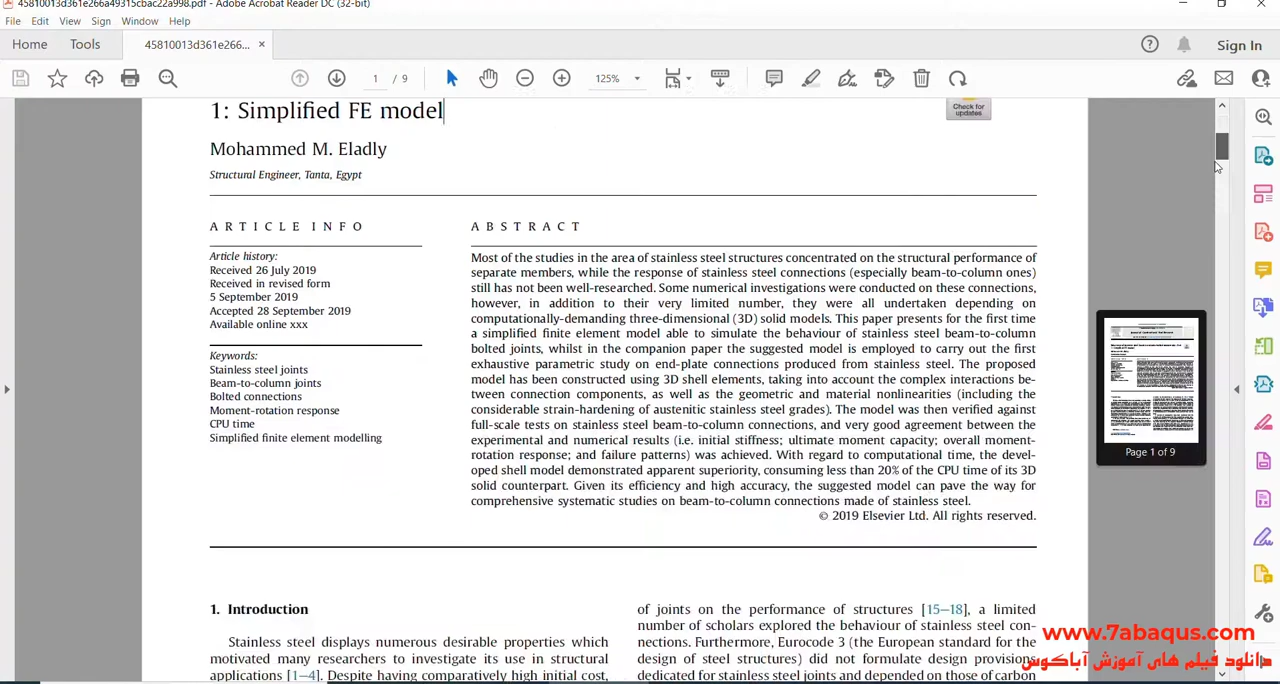 45810013d361e266a49315cbac22a998.pdf - Adobe Acrobat Reader DC (32-bit)
File Edit View Sign Window Help
Home Tools 45810013d361e266... × Sign In
1 / 9 125%
1: Simplified FE model
Check for
updates
Mohammed M. Eladly
Structural Engineer, Tanta, Egypt
ARTICLE INFO
Article history:
Received 26 July 2019
Received in revised form
5 September 2019
Accepted 28 September 2019
Available online xxx
Keywords:
Stainless steel joints
Beam-to-column joints
Bolted connections
Moment-rotation response
CPU time
Simplified finite element modelling
ABSTRACT
Most of the studies in the area of stainless steel structures concentrated on the structural performance of
separate members, while the response of stainless steel connections (especially beam-to-column ones)
still has not been well-researched. Some numerical investigations were conducted on these connections,
however, in addition to their very limited number, they were all undertaken depending on
computationally-demanding three-dimensional (3D) solid models. This paper presents for the first time
a simplified finite element model able to simulate the behaviour of stainless steel beam-to-column
bolted joints, whilst in the companion paper the suggested model is employed to carry out the first
exhaustive parametric study on end-plate connections produced from stainless steel. The proposed
model has been constructed using 3D shell elements, taking into account the complex interactions be-
tween connection components, as well as the geometric and material nonlinearities (including the
considerable strain-hardening of austenitic stainless steel grades). The model was then verified against
full-scale tests on stainless steel beam-to-column connections, and very good agreement between the
experimental and numerical results (i.e. initial stiffness; ultimate moment capacity; overall moment-
rotation response; and failure patterns) was achieved. With regard to computational time, the devel-
oped shell model demonstrated apparent superiority, consuming less than 20% of the CPU time of its 3D
solid counterpart. Given its efficiency and high accuracy, the suggested model can pave the way for
comprehensive systematic studies on beam-to-column connections made of stainless steel.
© 2019 Elsevier Ltd. All rights reserved.
Page 1 of 9
1. Introduction
Stainless steel displays numerous desirable properties which
motivated many researchers to investigate its use in structural
applications [1–4]. Despite having comparatively high initial cost,
of joints on the performance of structures [15–18], a limited
number of scholars explored the behaviour of stainless steel con-
nections. Furthermore, Eurocode 3 (the European standard for the
design of steel structures) did not formulate design provisions
dedicated for stainless steel joints and depended on those of carbon
www.7abaqus.com
دانلود فیلم های آموزش آباکوس